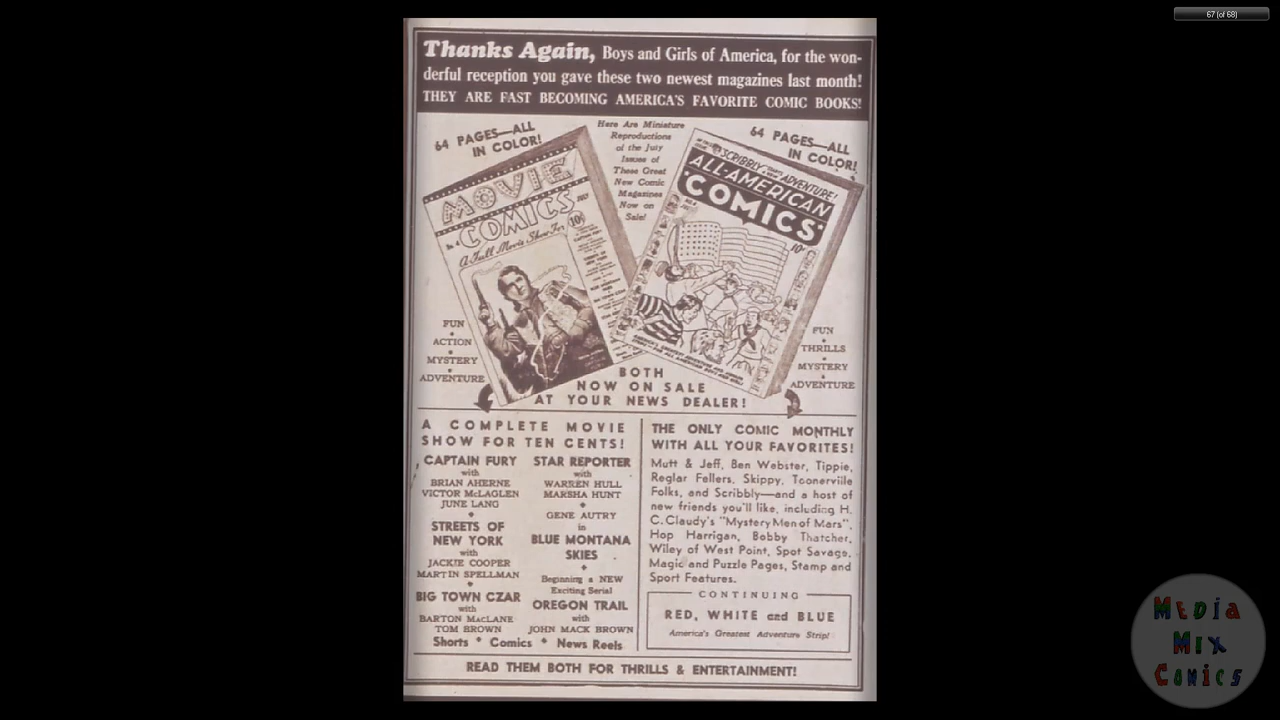 67 (of 68)
Thanks Again, Boys and Girls of America, for the won-
derful reception you gave these two newest magazines last month!
THEY ARE FAST BECOMING AMERICA'S FAVORITE COMIC BOOKS!
64 PAGES—ALL
IN COLOR!
Here Are Miniature
Reproductions
of the July
Issues of
These Great
New Comic
Magazines
Now on
Sale!
64 PAGES—ALL
IN COLOR!
MOVIE
COMICS
10¢
A Full Movie Show For
SCRIBBLY
ADVENTURE!
ALL-AMERICAN
COMICS
10¢
FUN
ACTION
MYSTERY
ADVENTURE
FUN
THRILLS
MYSTERY
ADVENTURE
BOTH
NOW ON SALE
AT YOUR NEWS DEALER!
A COMPLETE MOVIE
SHOW FOR TEN CENTS!
CAPTAIN FURY
with
BRIAN AHERNE
VICTOR McLAGLEN
JUNE LANG
STREETS OF
NEW YORK
with
JACKIE COOPER
MARTIN SPELLMAN
BIG TOWN CZAR
with
BARTON MacLANE
TOM BROWN
STAR REPORTER
with
WARREN HULL
MARSHA HUNT
GENE AUTRY
in
BLUE MONTANA
SKIES
Beginning a NEW
Exciting Serial
OREGON TRAIL
with
JOHN MACK BROWN
Shorts * Comics * News Reels
THE ONLY COMIC MONTHLY
WITH ALL YOUR FAVORITES!
Mutt & Jeff, Ben Webster, Tippie,
Reglar Fellers, Skippy, Toonerville
Folks, and Scribbly—and a host of
new friends you'll like, including H.
C. Claudy's "Mystery Men of Mars",
Hop Harrigan, Bobby Thatcher,
Wiley of West Point, Spot Savage,
Magic and Puzzle Pages, Stamp and
Sport Features.
CONTINUING
RED, WHITE and BLUE
America's Greatest Adventure Strip!
READ THEM BOTH FOR THRILLS & ENTERTAINMENT!
MEDIA
MIX
COMICS